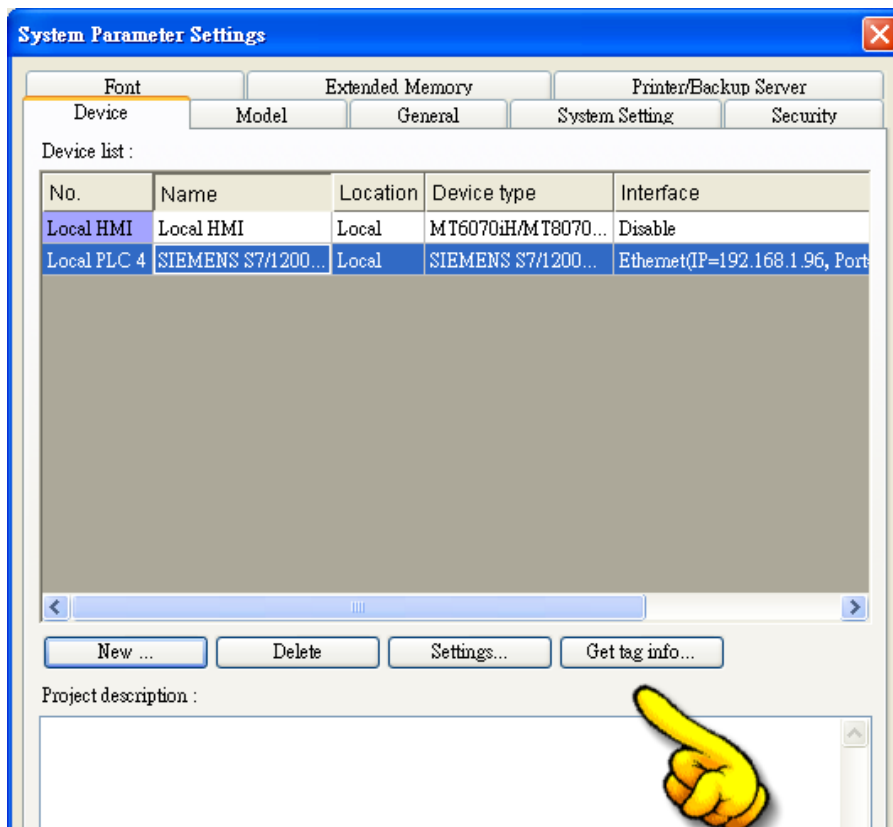 System Parameter Settings
Font Extended Memory Printer/Backup Server
Device Model General System Setting Security
Device list :
No. Name Location Device type Interface
Local HMI Local HMI Local MT6070iH/MT8070... Disable
Local PLC 4 SIEMENS S7/1200... Local SIEMENS S7/1200... Ethernet(IP=192.168.1.96, Port
New ... Delete Settings... Get tag info...
Project description :